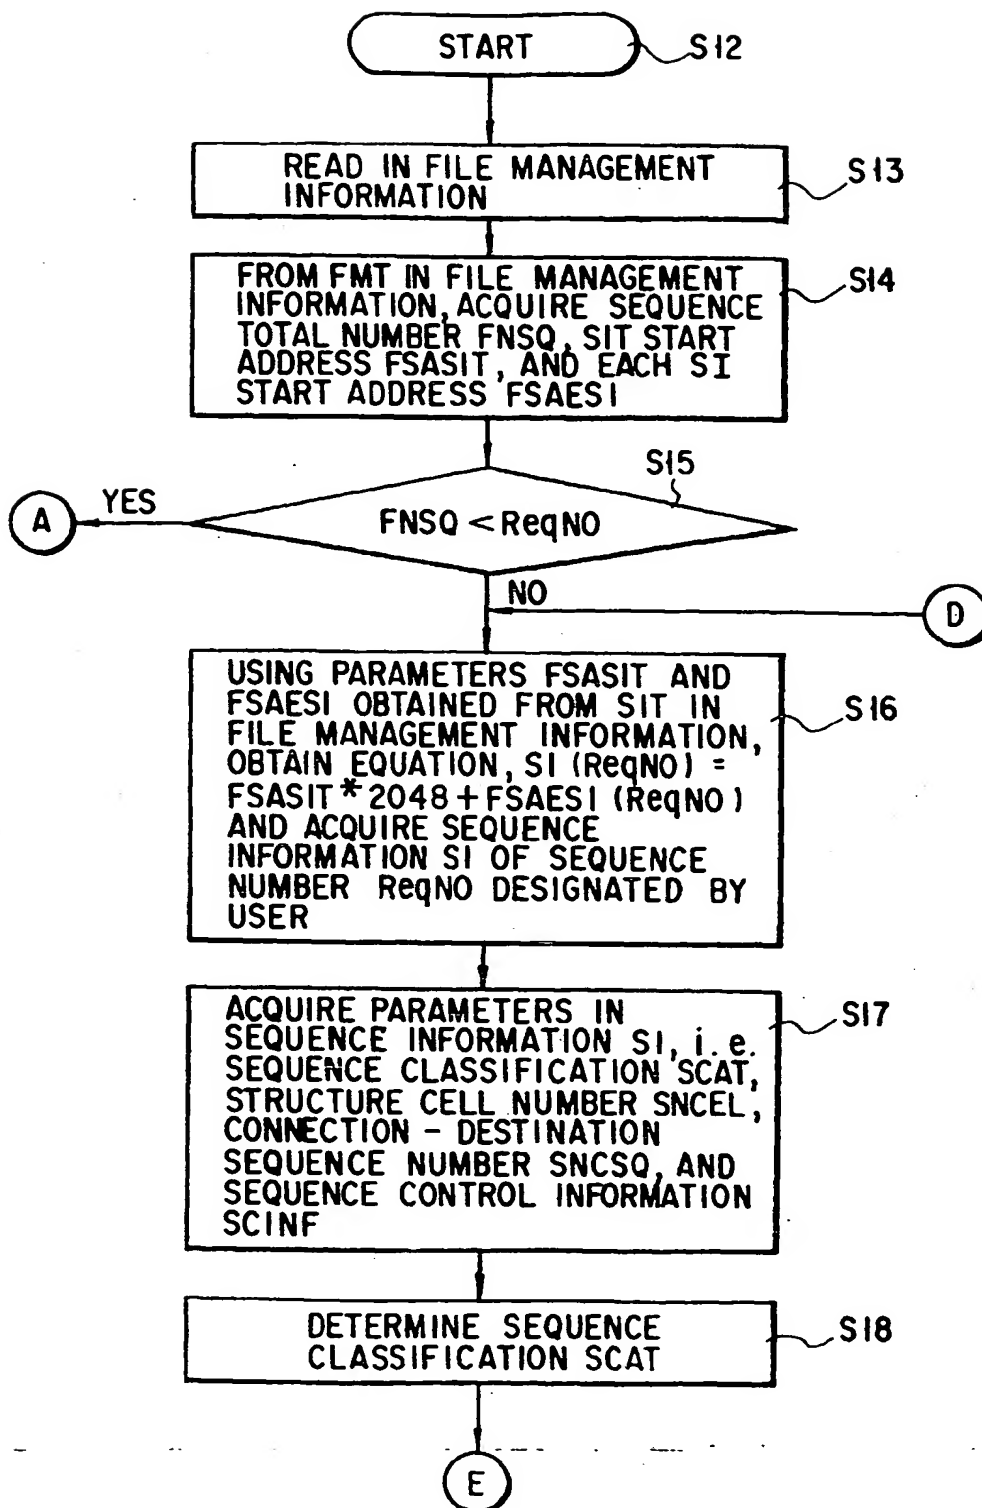 START
S12
READ IN FILE MANAGEMENT
INFORMATION
S13
FROM FMT IN FILE MANAGEMENT
INFORMATION, ACQUIRE SEQUENCE
TOTAL NUMBER FNSQ, SIT START
ADDRESS FSASIT, AND EACH SI
START ADDRESS FSAESI
S14
S15
FNSQ < ReqNO
YES
A
NO
D
USING PARAMETERS FSASIT AND
FSAESI OBTAINED FROM SIT IN
FILE MANAGEMENT INFORMATION,
OBTAIN EQUATION, SI (ReqNO) =
FSASIT * 2048 + FSAESI (ReqNO)
AND ACQUIRE SEQUENCE
INFORMATION SI OF SEQUENCE
NUMBER ReqNO DESIGNATED BY
USER
S16
ACQUIRE PARAMETERS IN
SEQUENCE INFORMATION SI, i.e.
SEQUENCE CLASSIFICATION SCAT,
STRUCTURE CELL NUMBER SNCEL,
CONNECTION - DESTINATION
SEQUENCE NUMBER SNCSQ, AND
SEQUENCE CONTROL INFORMATION
SCINF
S17
DETERMINE SEQUENCE
CLASSIFICATION SCAT
S18
E